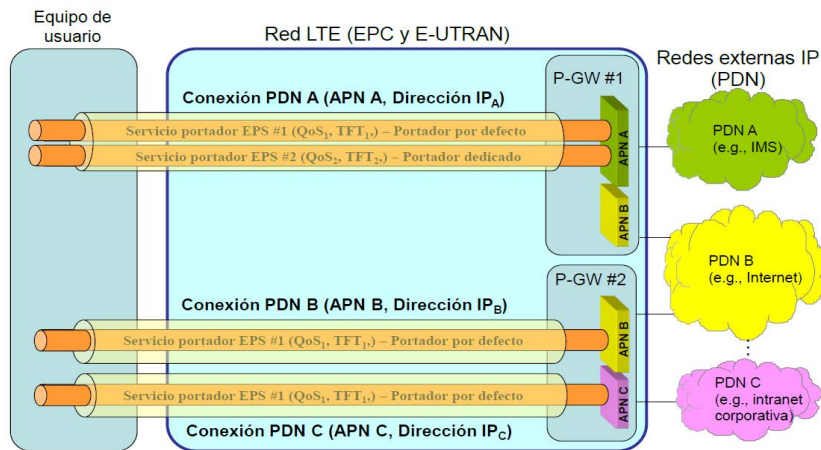 Equipo de
usuario
Red LTE (EPC y E-UTRAN)
Redes externas IP
(PDN)
P-GW #1
Conexión PDN A (APN A, Dirección IPA)
Servicio portador EPS #1 (QoS1, TFT1,) – Portador por defecto
Servicio portador EPS #2 (QoS2, TFT2,) – Portador dedicado
APN A
APN B
PDN A
(e.g., IMS)
PDN B
(e.g., Internet)
P-GW #2
Conexión PDN B (APN B, Dirección IPB)
Servicio portador EPS #1 (QoS1, TFT1,) – Portador por defecto
APN B
Servicio portador EPS #1 (QoS1, TFT1,) – Portador por defecto
APN C
Conexión PDN C (APN C, Dirección IPC)
PDN C
(e.g., intranet
corporativa)